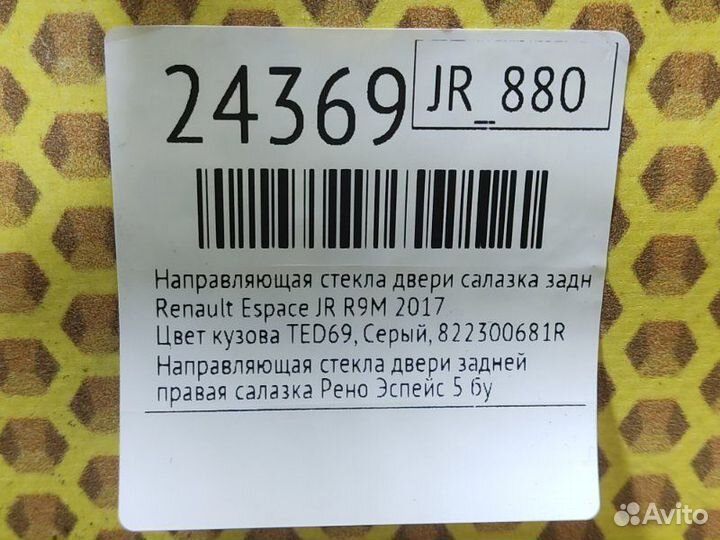 24369
JR_880
Направляющая стекла двери салазка задн
Renault Espace JR R9M 2017
Цвет кузова TED69, Серый, 822300681R
Направляющая стекла двери задней
правая салазка Рено Эспейс 5 бу
Avito